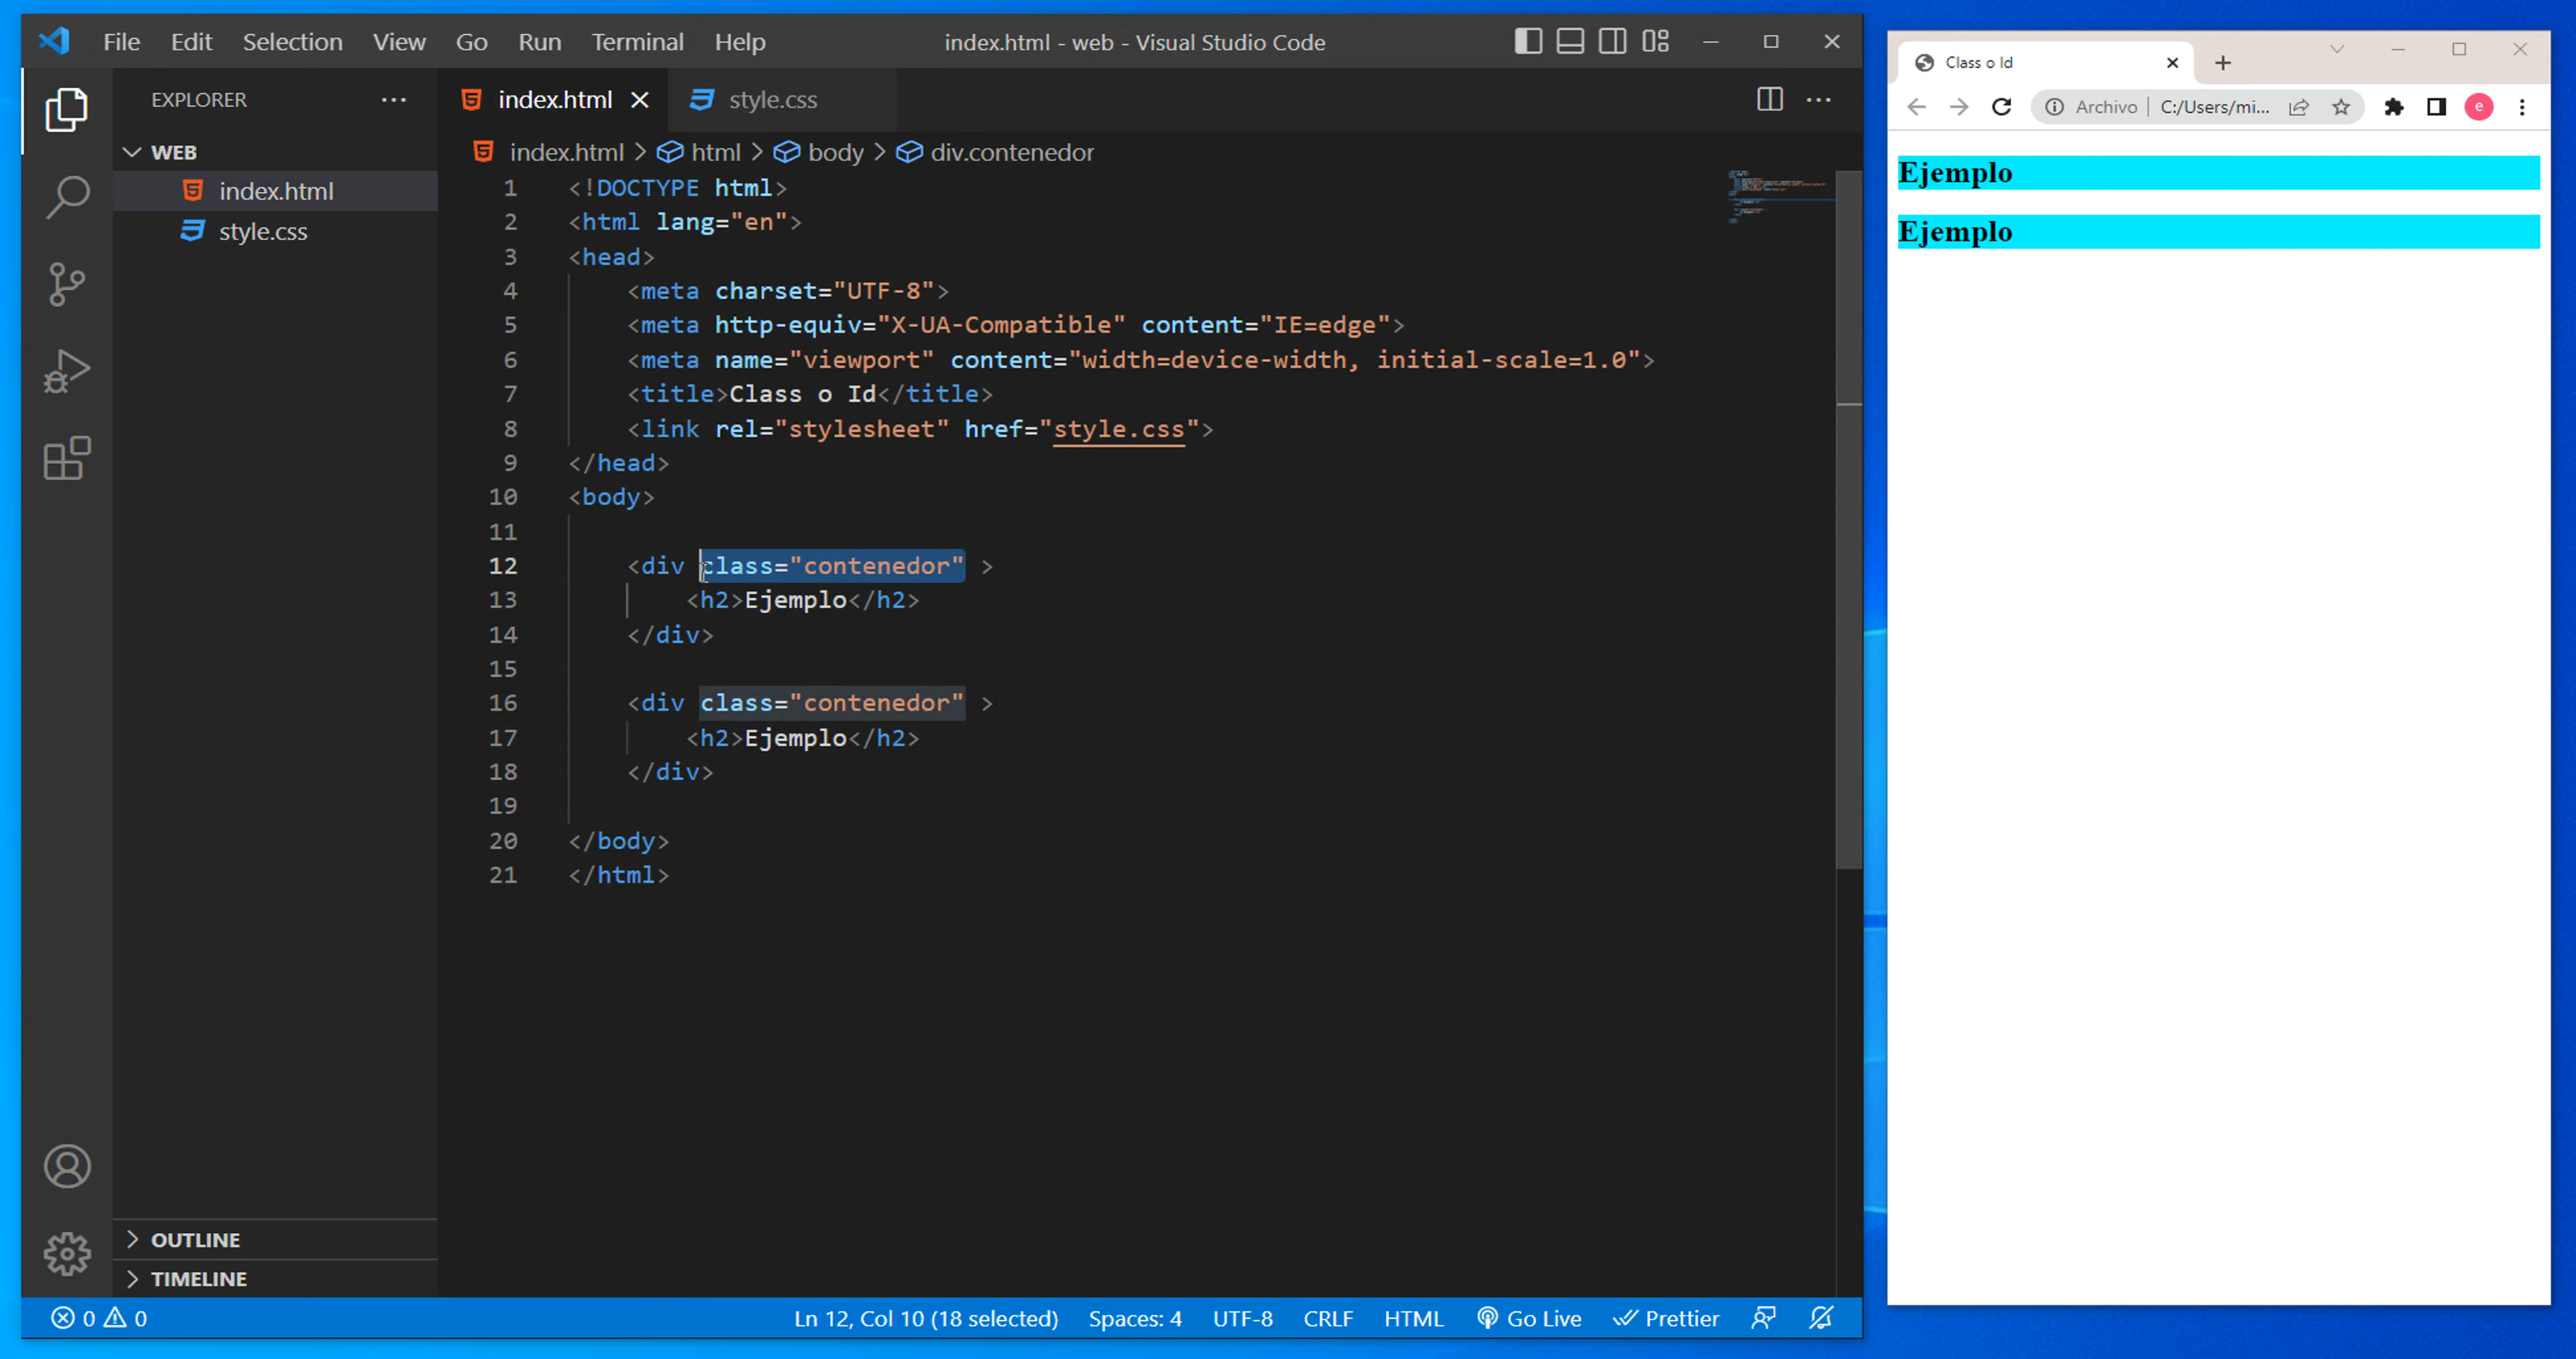 File Edit Selection View Go Run Terminal Help
index.html - web - Visual Studio Code
EXPLORER
WEB
index.html
style.css
index.html
style.css
index.html > html > body > div.contenedor
1 <!DOCTYPE html>
2 <html lang="en">
3 <head>
4 <meta charset="UTF-8">
5 <meta http-equiv="X-UA-Compatible" content="IE=edge">
6 <meta name="viewport" content="width=device-width, initial-scale=1.0">
7 <title>Class o Id</title>
8 <link rel="stylesheet" href="style.css">
9 </head>
10 <body>
11
12 <div class="contenedor" >
13 <h2>Ejemplo</h2>
14 </div>
15
16 <div class="contenedor" >
17 <h2>Ejemplo</h2>
18 </div>
19
20 </body>
21 </html>
OUTLINE
TIMELINE
0 0
Ln 12, Col 10 (18 selected) Spaces: 4 UTF-8 CRLF HTML Go Live Prettier
Class o Id
Archivo | C:/Users/mi...
e
Ejemplo
Ejemplo